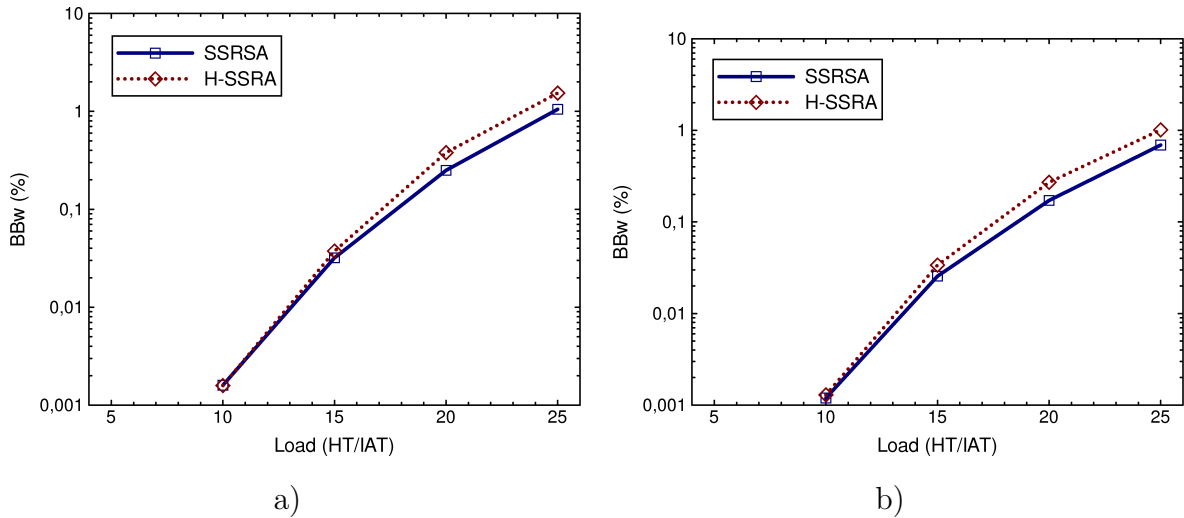 10
1
0,1
0,01
0,001
BBw (%)
SSRSA
H-SSRA
5 10 15 20 25
Load (HT/IAT)
a)
10
1
0,1
0,01
0,001
BBw (%)
SSRSA
H-SSRA
5 10 15 20 25
Load (HT/IAT)
b)